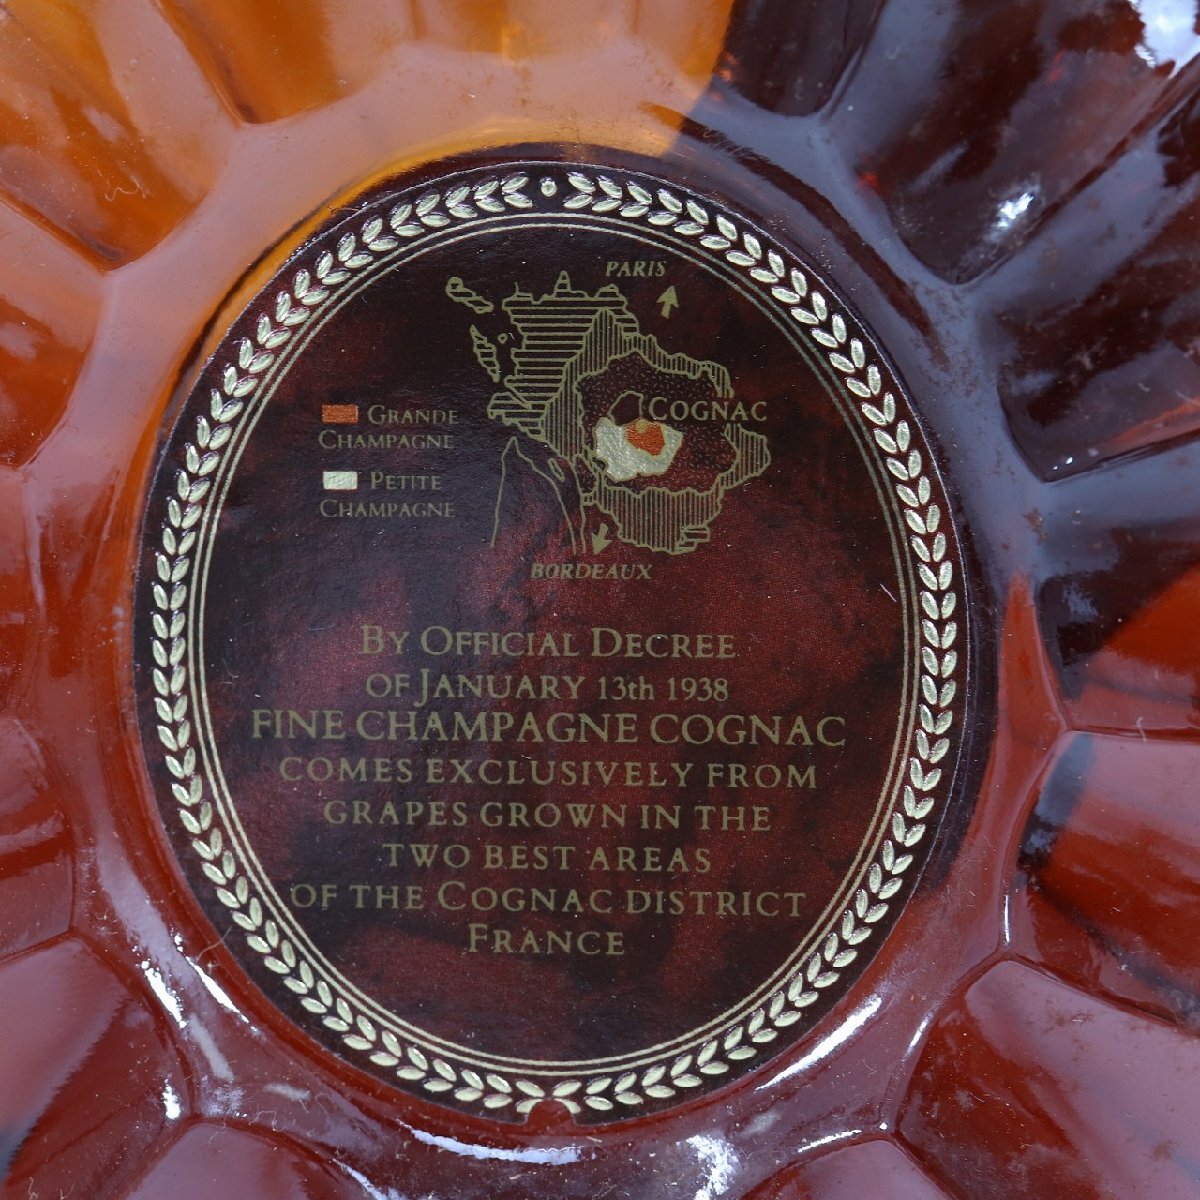 PARIS
COGNAC
GRANDE
CHAMPAGNE
PETITE
CHAMPAGNE
BORDEAUX
BY OFFICIAL DECREE
OF JANUARY 13th 1938
FINE CHAMPAGNE COGNAC
COMES EXCLUSIVELY FROM
GRAPES GROWN IN THE
TWO BEST AREAS
OF THE COGNAC DISTRICT
FRANCE